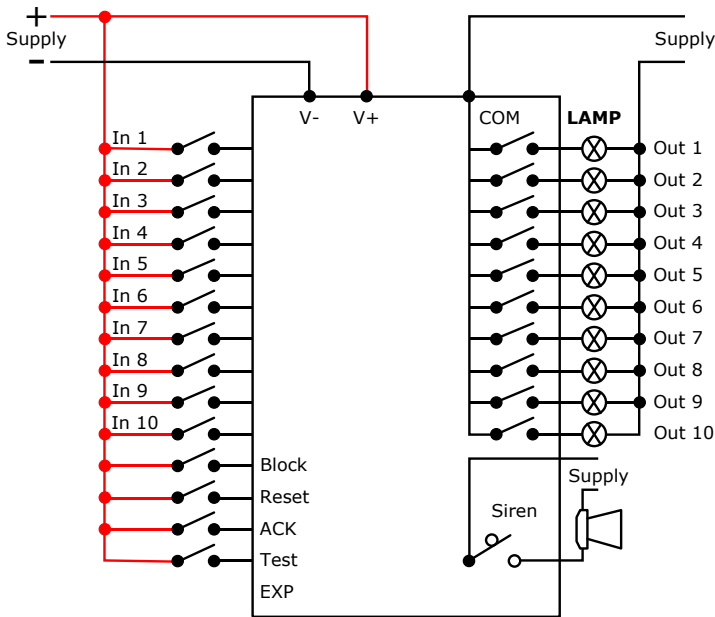 +
Supply
-
Supply
V- V+ COM LAMP
In 1 Out 1
In 2 Out 2
In 3 Out 3
In 4 Out 4
In 5 Out 5
In 6 Out 6
In 7 Out 7
In 8 Out 8
In 9 Out 9
In 10 Out 10
Block
Supply
Reset
Siren
ACK
Test
EXP